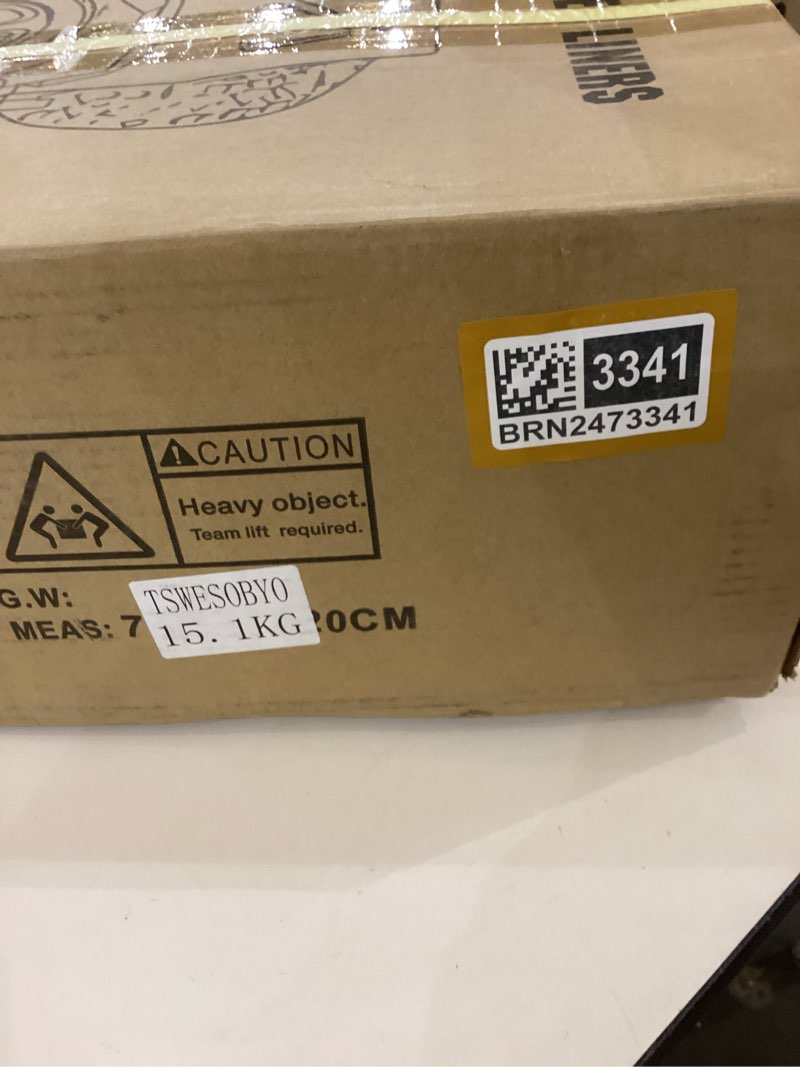 LINERS
3341
BRN2473341
CAUTION
Heavy object.
Team lift required.
G.W:
TSWESOBYO
MEAS: 7
20CM
15.1KG